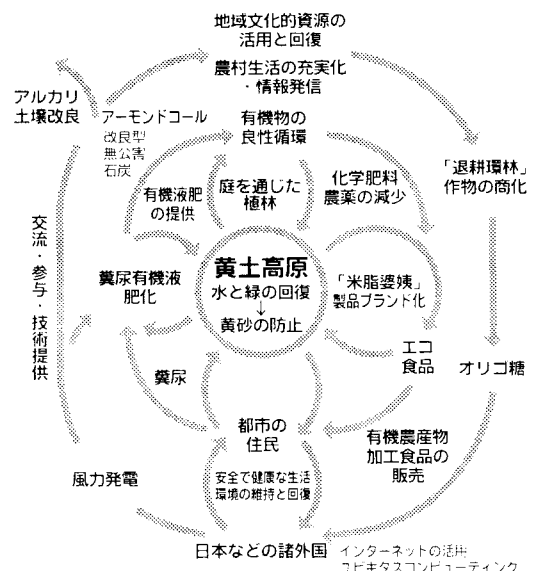 地域文化的資源の
活用と回復
農村生活の充実化
・情報発信
アルカリ
土壌改良
アーモンドコール
改良型
無公害
石炭
有機物の
良性循環
「退耕環林」
作物の商化
有機液肥
の提供
庭を通じた
植林
化学肥料
農薬の減少
交流・参与・技術提供
糞尿有機液
肥化
黄土高原
水と緑の回復
↓
黄砂の防止
「米脂婆姨」
製品ブランド化
エコ
食品
オリゴ糖
糞尿
都市の
住民
有機農産物
加工食品の
販売
風力発電
安全で健康な生活
環境の維持と回復
日本などの諸外国
インターネットの活用
ユビキタスコンピューティング